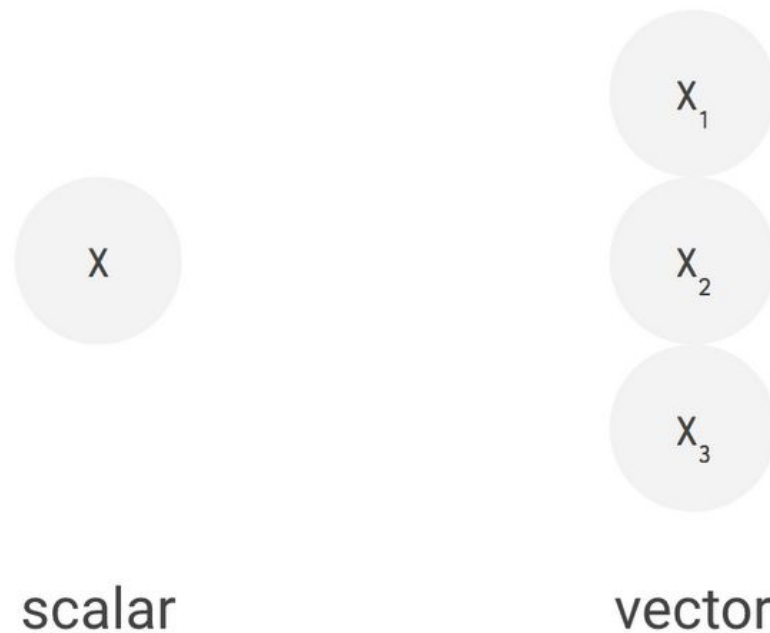 X₁
X
X₂
X₃
scalar
vector